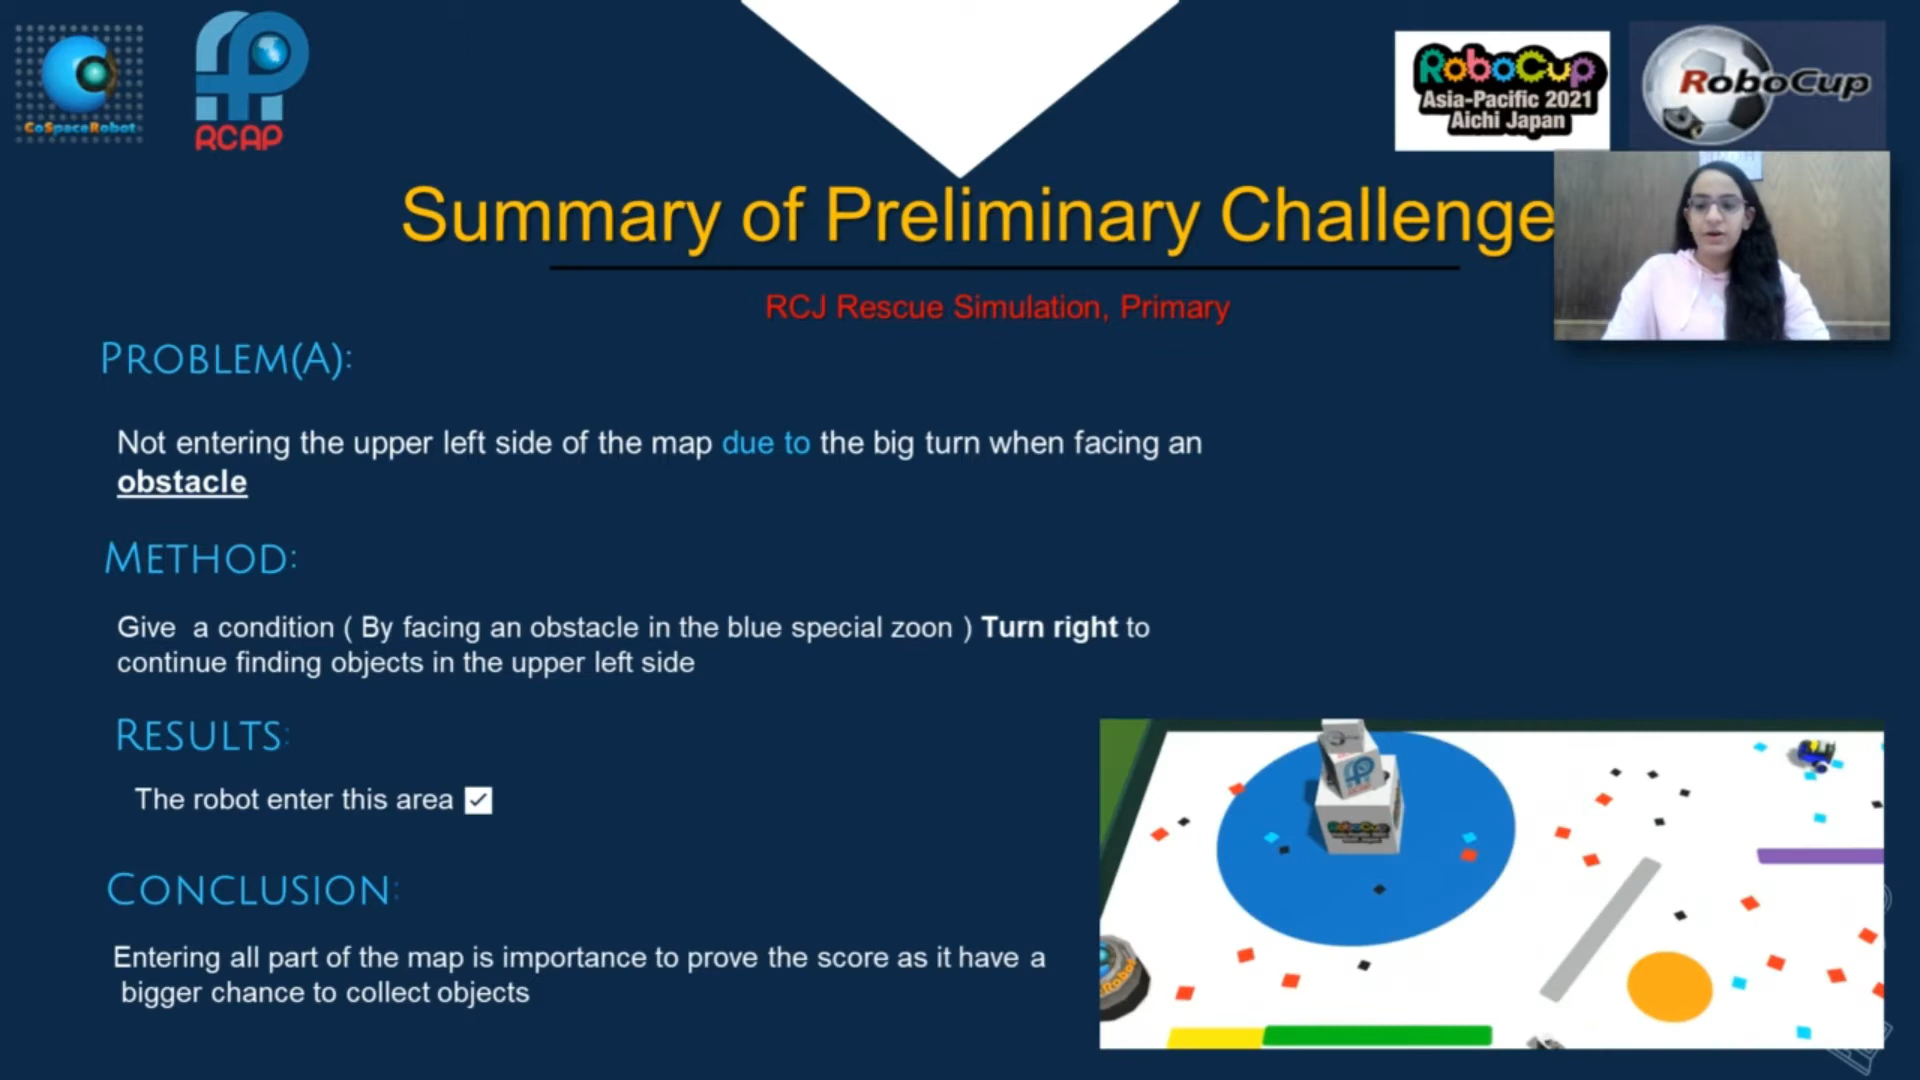 CoSpaceRobot
RCAP
RoboCup
Asia-Pacific 2021
Aichi Japan
RoboCup
Summary of Preliminary Challenge
RCJ Rescue Simulation, Primary
PROBLEM(A):
Not entering the upper left side of the map due to the big turn when facing an
obstacle
METHOD:
Give a condition ( By facing an obstacle in the blue special zoon ) Turn right to
continue finding objects in the upper left side
RESULTS:
The robot enter this area
CONCLUSION:
Entering all part of the map is importance to prove the score as it have a
bigger chance to collect objects
RoboCup